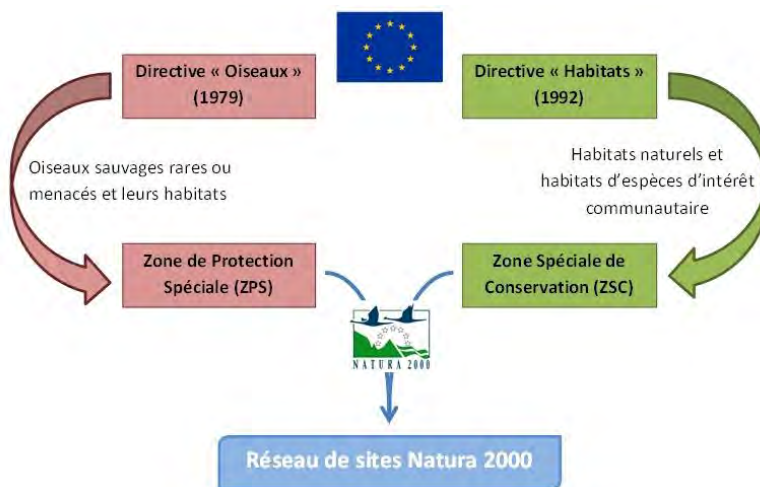 Directive « Oiseaux »
(1979)
Directive « Habitats »
(1992)
Oiseaux sauvages rares ou
menacés et leurs habitats
Habitats naturels et
habitats d'espèces d'intérêt
communautaire
Zone de Protection
Spéciale (ZPS)
Zone Spéciale de
Conservation (ZSC)
NATURA 2000
Réseau de sites Natura 2000